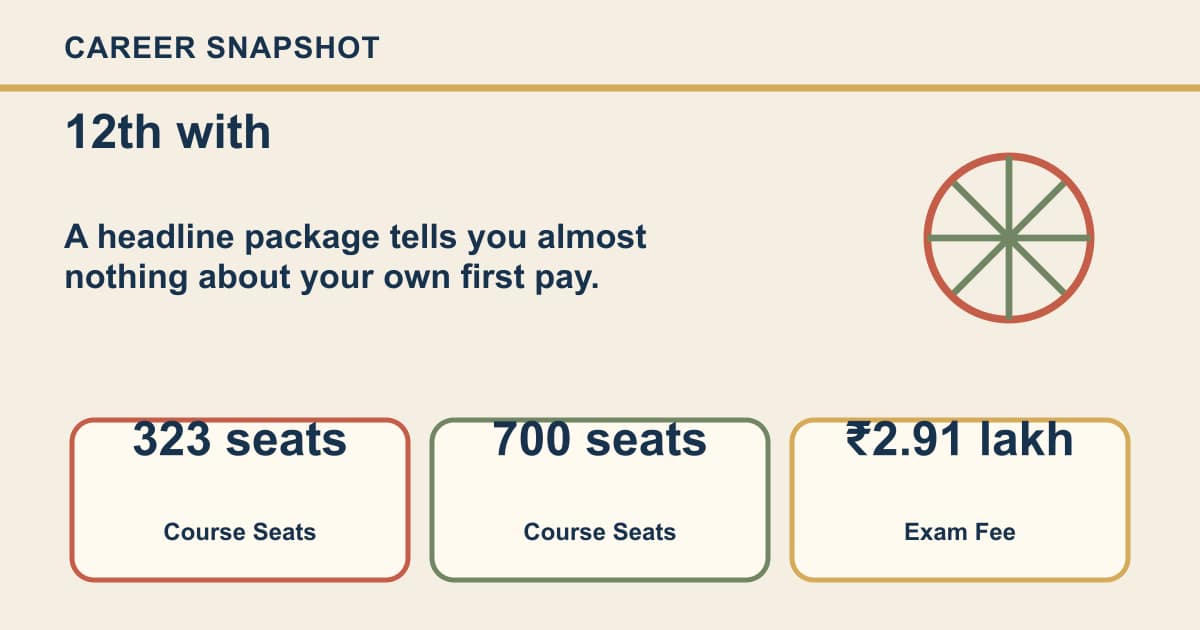 CAREER SNAPSHOT
12th with
A headline package tells you almost
nothing about your own first pay.
323 seats
Course Seats
700 seats
Course Seats
₹2.91 lakh
Exam Fee